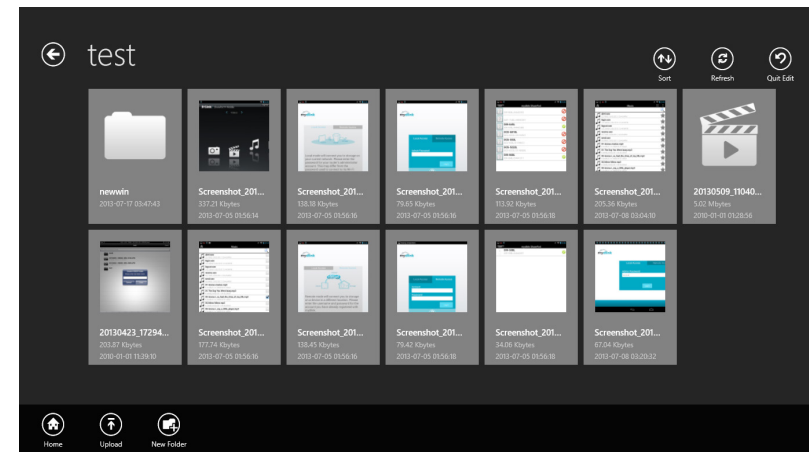 test
Sort
Refresh
Quit Edit
newwin
2013-07-17 03:47:43
Screenshot_201...
337.21 Kbytes
2013-07-05 01:56:14
Screenshot_201...
138.18 Kbytes
2013-07-05 01:56:16
Screenshot_201...
79.65 Kbytes
2013-07-05 01:56:16
Screenshot_201...
113.92 Kbytes
2013-07-05 01:56:18
Screenshot_201...
205.36 Kbytes
2013-07-08 03:04:10
20130509_11040...
5.02 Mbytes
2010-01-01 01:28:56
20130423_17294...
203.87 Kbytes
2010-01-01 11:39:10
Screenshot_201...
177.74 Kbytes
2013-07-05 01:56:16
Screenshot_201...
138.45 Kbytes
2013-07-05 01:56:16
Screenshot_201...
79.42 Kbytes
2013-07-05 01:56:18
Screenshot_201...
34.06 Kbytes
2013-07-05 01:56:18
Screenshot_201...
67.04 Kbytes
2013-07-08 03:20:32
Home
Upload
New Folder